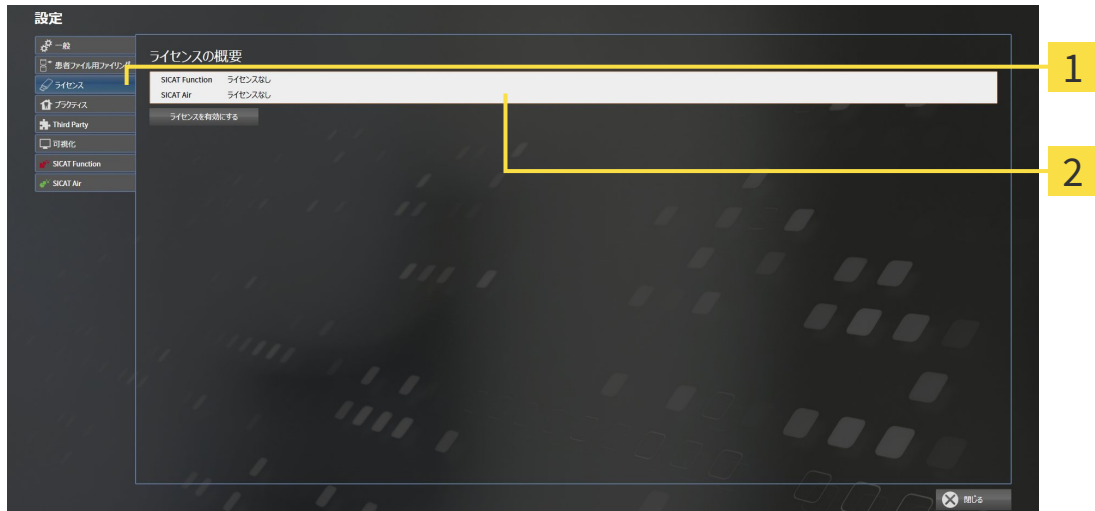 設定
一般
患者ファイル用ファイリング
ライセンス
プラクティス
Third Party
可視化
SICAT Function
SICAT Air
ライセンスの概要
SICAT Function ライセンスなし
SICAT Air ライセンスなし
ライセンスを有効にする
1
2
閉じる